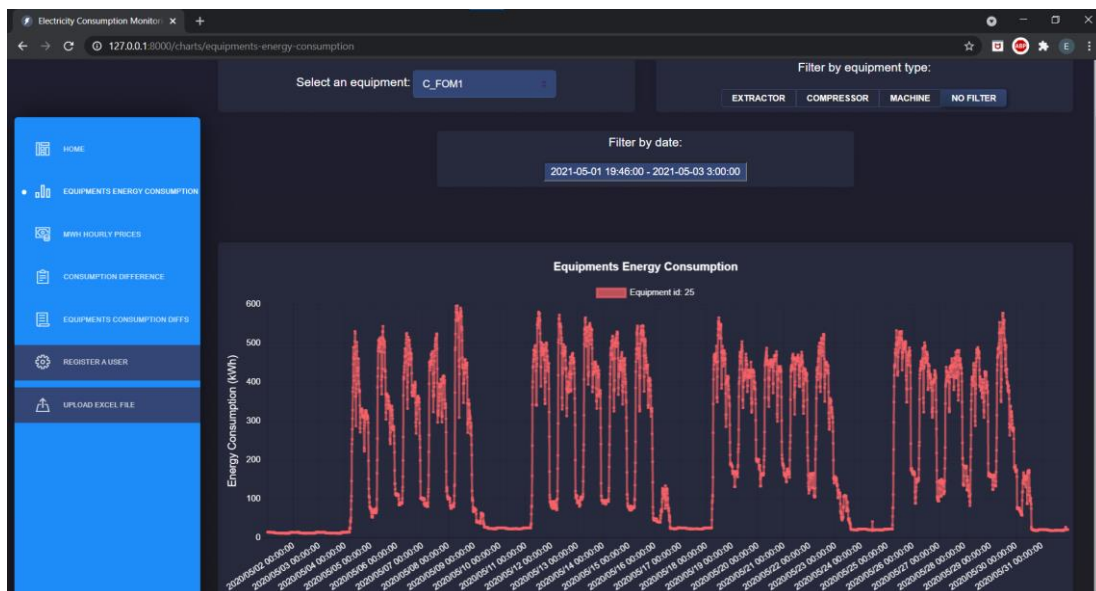 Electricity Consumption Monitori
127.0.0.1:8000/charts/equipments-energy-consumption
ABP
E
Select an equipment: C_FOM1
Filter by equipment type:
EXTRACTOR COMPRESSOR MACHINE NO FILTER
Filter by date:
2021-05-01 19:46:00 - 2021-05-03 3:00:00
HOME
EQUIPMENTS ENERGY CONSUMPTION
MWH HOURLY PRICES
CONSUMPTION DIFFERENCE
EQUIPMENTS CONSUMPTION DIFFS
REGISTER A USER
UPLOAD EXCEL FILE
Equipments Energy Consumption
Equipment id: 25
Energy Consumption (kWh)
600
500
400
300
200
100
0
2020/05/02 00:00:00
2020/05/03 00:00:00
2020/05/04 00:00:00
2020/05/05 00:00:00
2020/05/06 00:00:00
2020/05/07 00:00:00
2020/05/08 00:00:00
2020/05/09 00:00:00
2020/05/10 00:00:00
2020/05/11 00:00:00
2020/05/12 00:00:00
2020/05/13 00:00:00
2020/05/14 00:00:00
2020/05/15 00:00:00
2020/05/16 00:00:00
2020/05/17 00:00:00
2020/05/18 00:00:00
2020/05/19 00:00:00
2020/05/20 00:00:00
2020/05/21 00:00:00
2020/05/22 00:00:00
2020/05/23 00:00:00
2020/05/24 00:00:00
2020/05/25 00:00:00
2020/05/26 00:00:00
2020/05/27 00:00:00
2020/05/28 00:00:00
2020/05/29 00:00:00
2020/05/30 00:00:00
2020/05/31 00:00:00